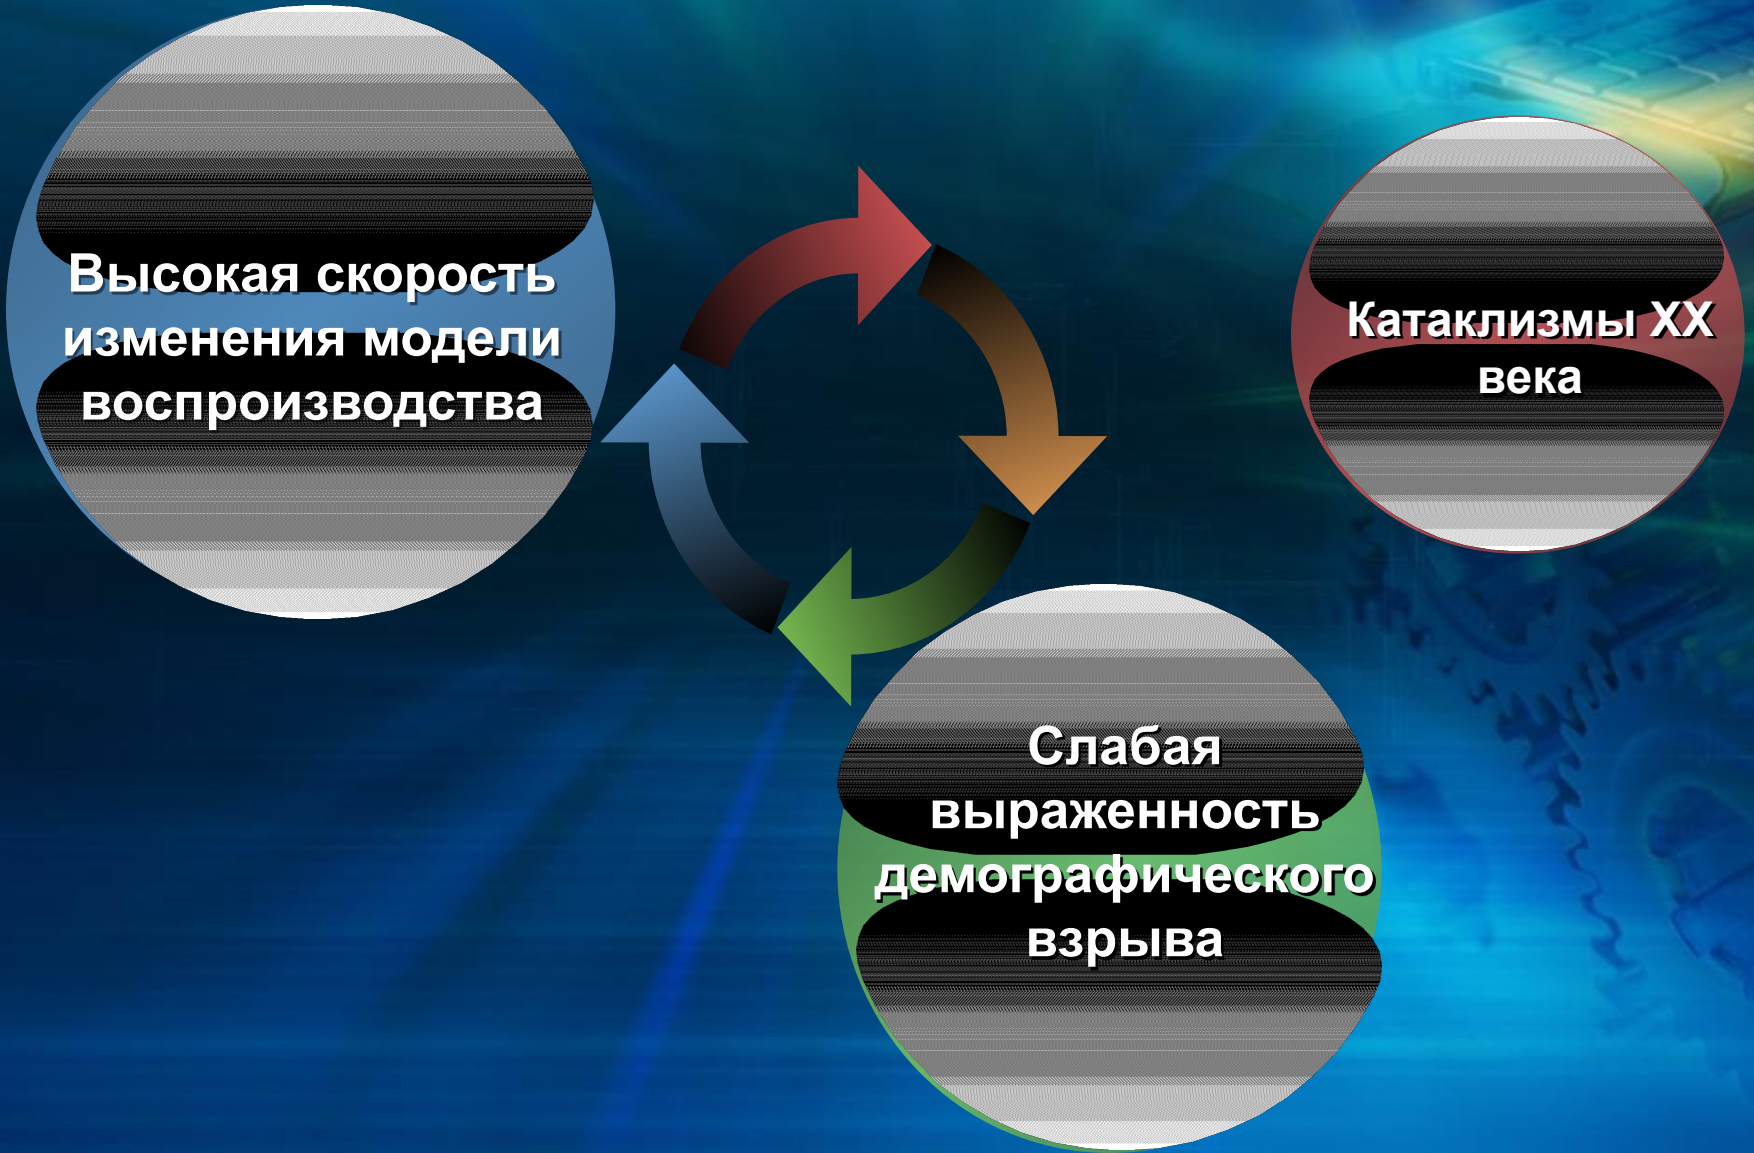 Высокая скорость
изменения модели
воспроизводства
Катаклизмы XX
века
Слабая
выраженность
демографического
взрыва